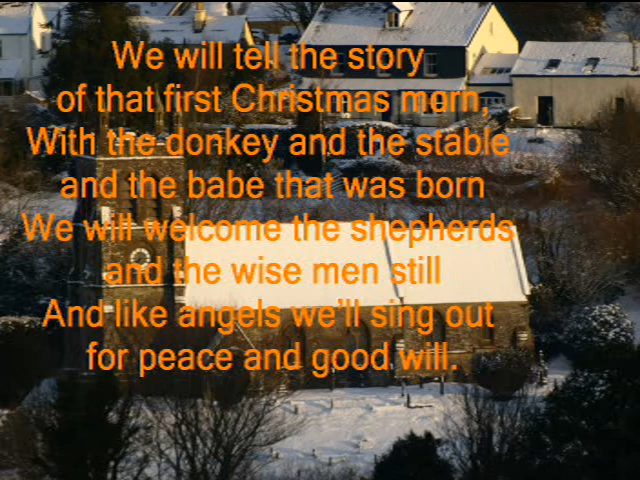 We will tell the story
of that first Christmas morn,
With the donkey and the stable
and the babe that was born
We will welcome the shepherds
and the wise men still
And like angels we'll sing out
for peace and good will.